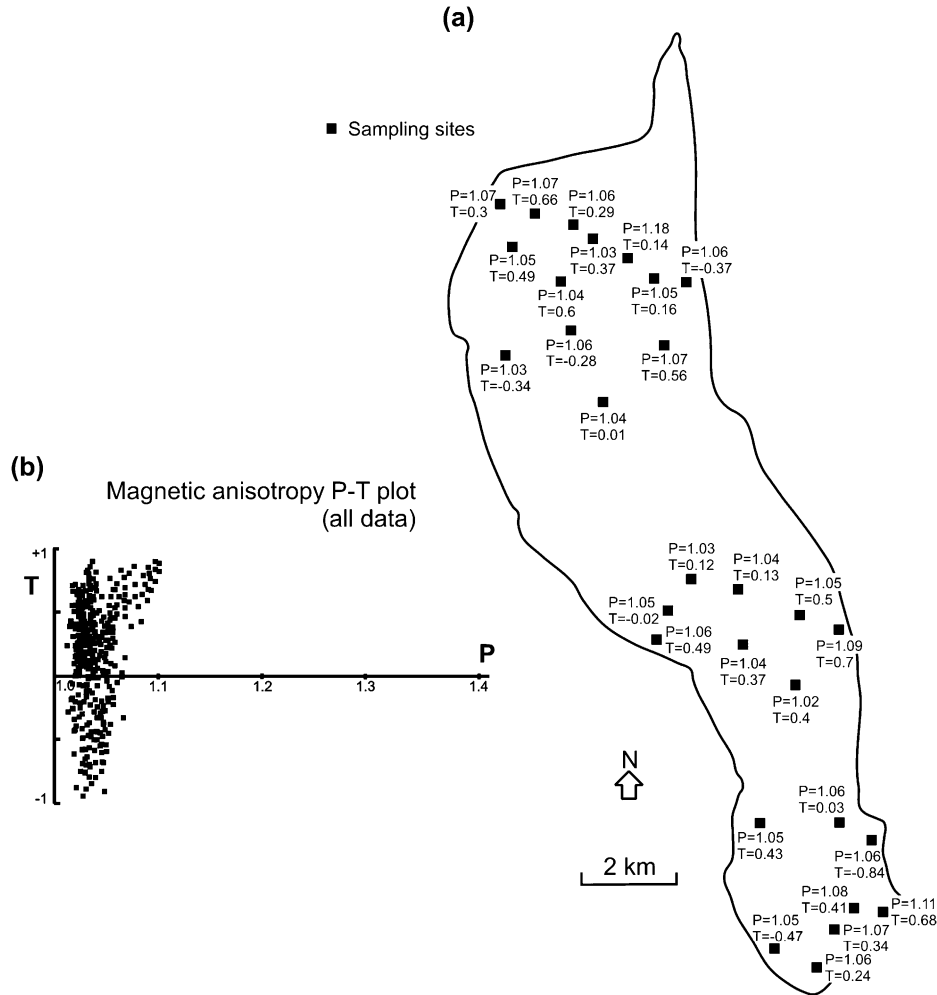 (a)
Sampling sites
P=1.07
T=0.3
P=1.07
T=0.66
P=1.06
T=0.29
P=1.18
T=0.14
P=1.06
T=-0.37
P=1.05
T=0.49
P=1.03
T=0.37
P=1.04
T=0.6
P=1.05
T=0.16
P=1.06
T=-0.28
P=1.03
T=-0.34
P=1.07
T=0.56
P=1.04
T=0.01
(b)
Magnetic anisotropy P-T plot
(all data)
+1
T
P
1.0
1.1
1.2
1.3
1.4
-1
P=1.03
T=0.12
P=1.04
T=0.13
P=1.05
T=0.5
P=1.05
T=-0.02
P=1.06
T=0.49
P=1.04
T=0.37
P=1.09
T=0.7
P=1.02
T=0.4
N
2 km
P=1.06
T=0.03
P=1.05
T=0.43
P=1.06
T=-0.84
P=1.08
T=0.41
P=1.11
T=0.68
P=1.05
T=-0.47
P=1.07
T=0.34
P=1.06
T=0.24